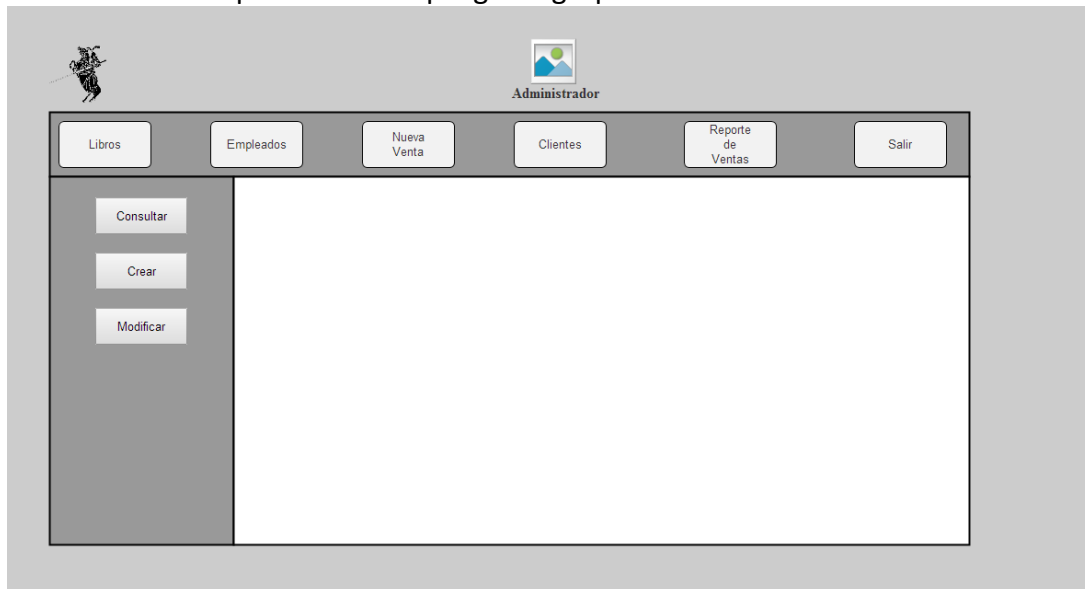 Administrador
Libros
Empleados
Nueva
Venta
Clientes
Reporte
de
Ventas
Salir
Consultar
Crear
Modificar